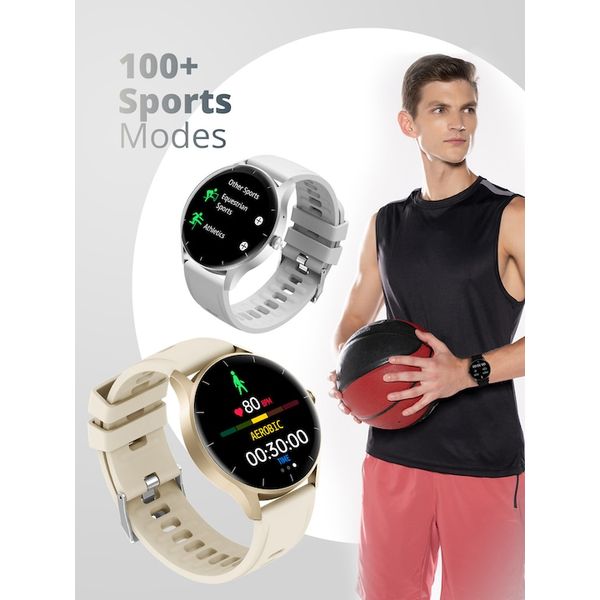 100+
Sports
Modes
Other Sports
Equestrian
Sports
Athletics
80 BPM
AEROBIC
00:30:00
TIME